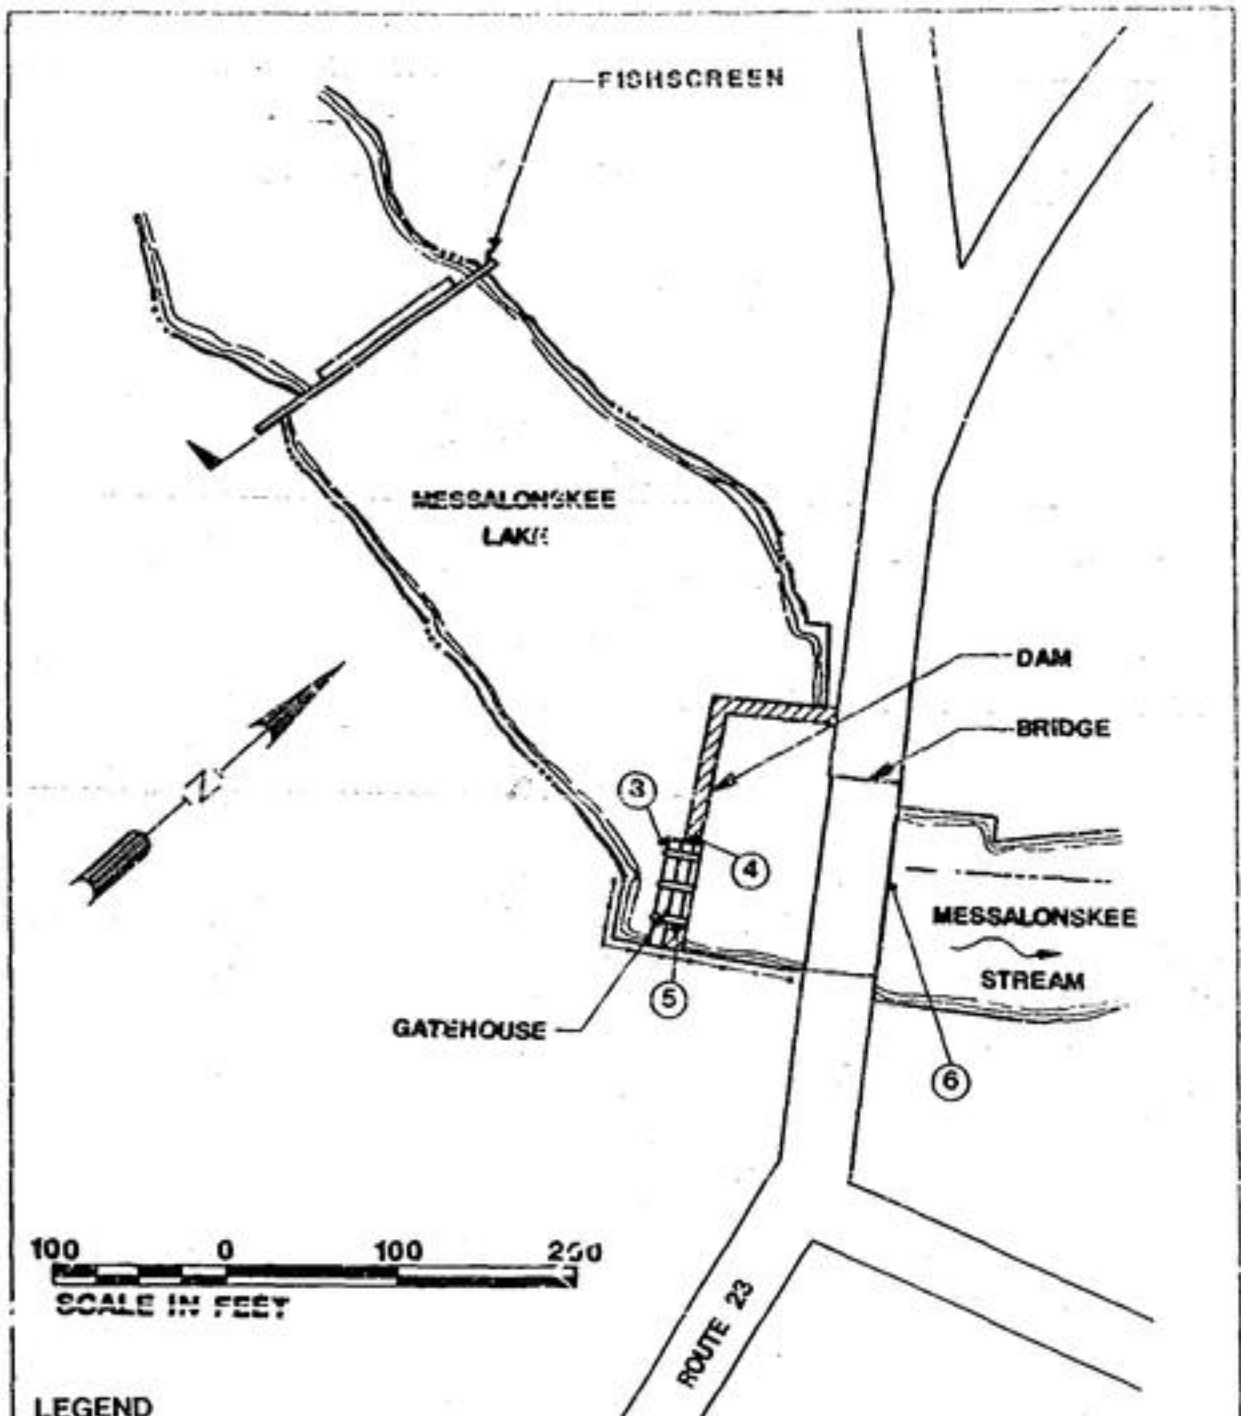 FISHSCREEN
MESSALONSKEE
LAKE
DAM
BRIDGE
N
3
4
MESSALONSKEE
STREAM
5
GATEHOUSE
6
100 0 100 200
SCALE IN FEET
ROUTE 23
LEGEND